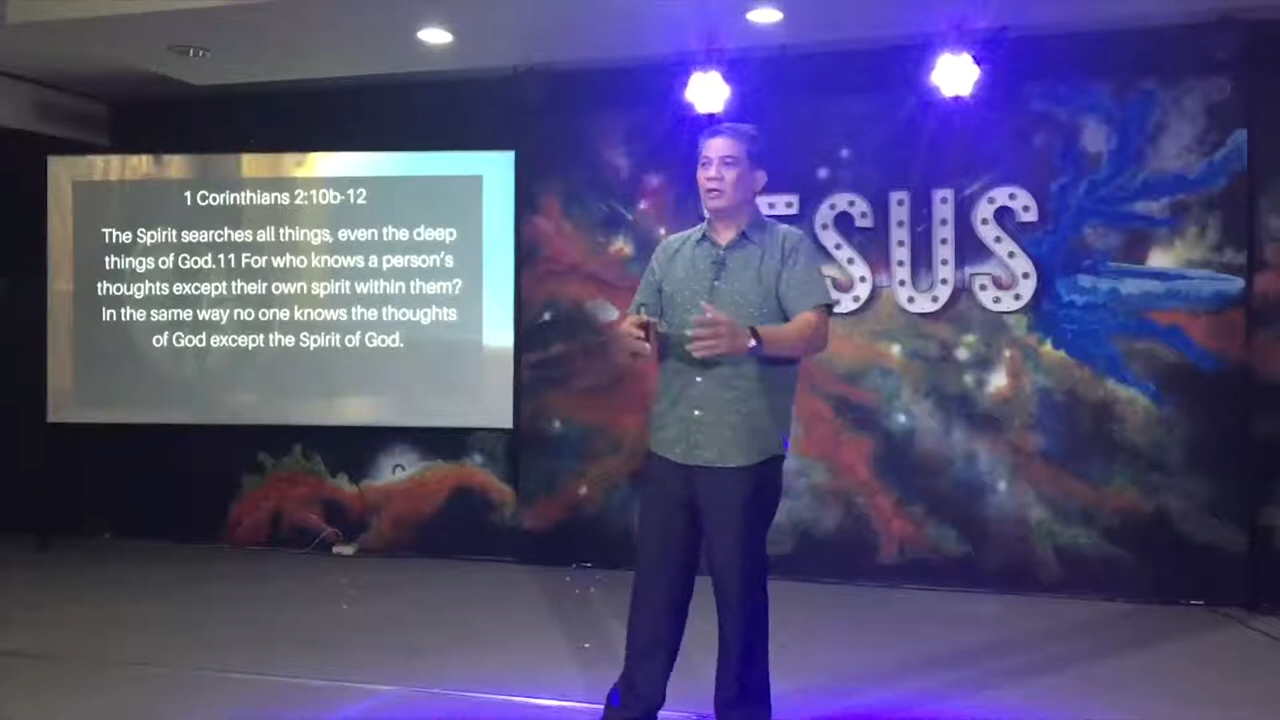 1 Corinthians 2:10b-12
The Spirit searches all things, even the deep
things of God.11 For who knows a person's
thoughts except their own spirit within them?
In the same way no one knows the thoughts
of God except the Spirit of God.
ESUS